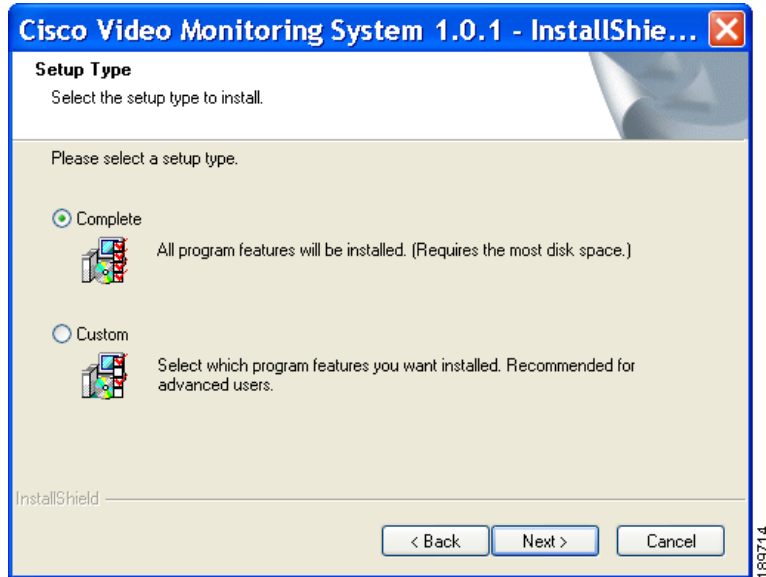 Cisco Video Monitoring System 1.0.1 - InstallShie...
Setup Type
Select the setup type to install.
Please select a setup type.
Complete
All program features will be installed. (Requires the most disk space.)
Custom
Select which program features you want installed. Recommended for
advanced users.
InstallShield
< Back
Next >
Cancel
189714